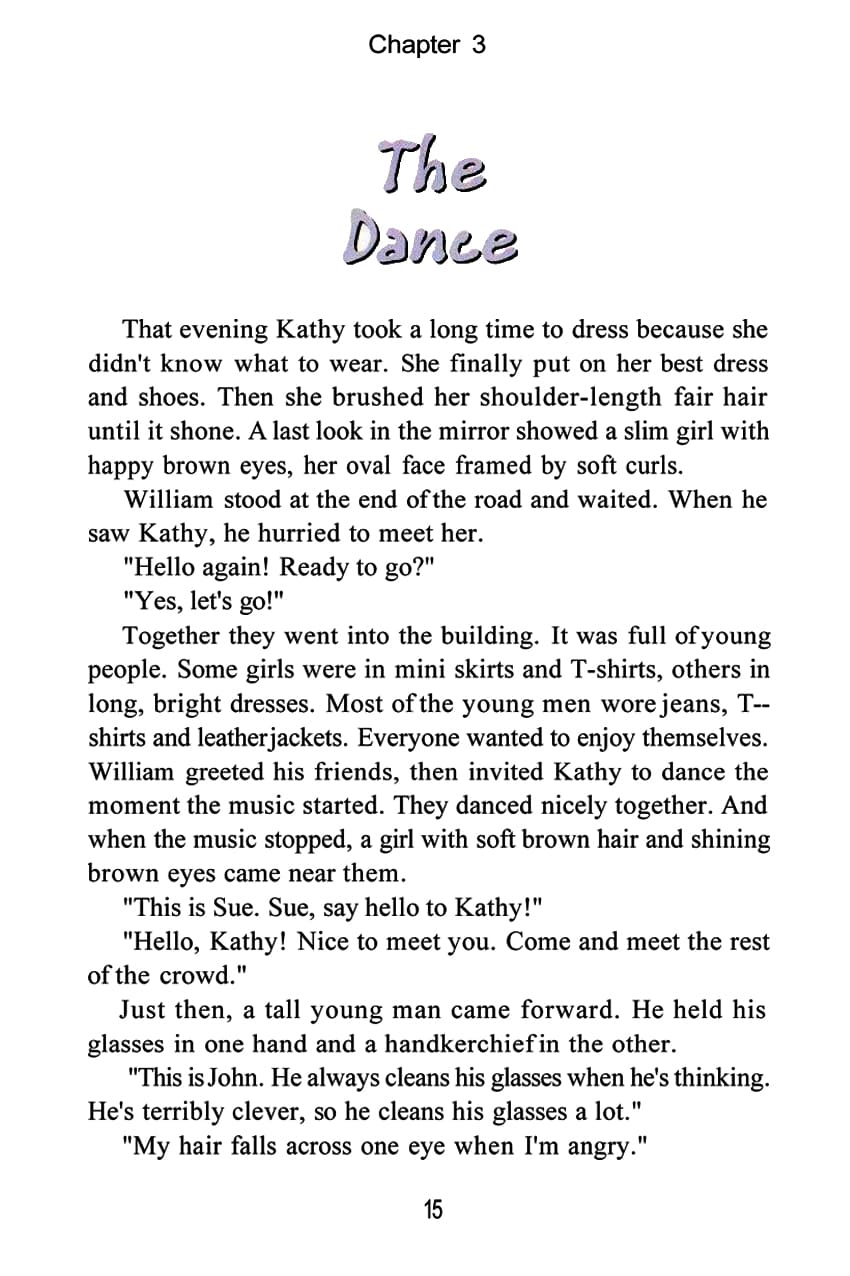 Chapter 3
The
Dance
That evening Kathy took a long time to dress because she
didn't know what to wear. She finally put on her best dress
and shoes. Then she brushed her shoulder-length fair hair
until it shone. A last look in the mirror showed a slim girl with
happy brown eyes, her oval face framed by soft curls.
William stood at the end of the road and waited. When he
saw Kathy, he hurried to meet her.
"Hello again! Ready to go?"
"Yes, let's go!"
Together they went into the building. It was full of young
people. Some girls were in mini skirts and T-shirts, others in
long, bright dresses. Most of the young men wore jeans, T--
shirts and leather jackets. Everyone wanted to enjoy themselves.
William greeted his friends, then invited Kathy to dance the
moment the music started. They danced nicely together. And
when the music stopped, a girl with soft brown hair and shining
brown eyes came near them.
"This is Sue. Sue, say hello to Kathy!"
"Hello, Kathy! Nice to meet you. Come and meet the rest
of the crowd."
Just then, a tall young man came forward. He held his
glasses in one hand and a handkerchief in the other.
"This is John. He always cleans his glasses when he's thinking.
He's terribly clever, so he cleans his glasses a lot."
"My hair falls across one eye when I'm angry."
15